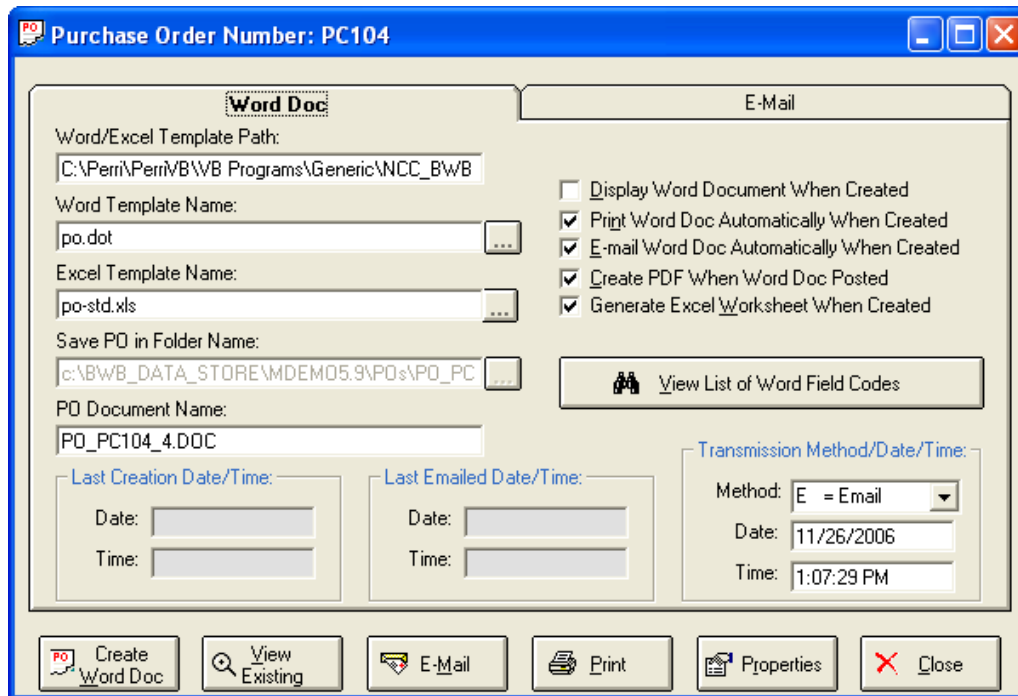 PO Purchase Order Number: PC104
Word Doc
E-Mail
Word/Excel Template Path:
C:\Perri\PerriVB\VB Programs\Generic\NCC_BWB
Word Template Name:
po.dot
...
Excel Template Name:
po-std.xls
...
Save PO in Folder Name:
c:\BWB_DATA_STORE\MDEMO5.9\POs\PO_PC
...
PO Document Name:
PO_PC104_4.DOC
Display Word Document When Created
Print Word Doc Automatically When Created
E-mail Word Doc Automatically When Created
Create PDF When Word Doc Posted
Generate Excel Worksheet When Created
View List of Word Field Codes
Last Creation Date/Time:
Date:
Time:
Last Emailed Date/Time:
Date:
Time:
Transmission Method/Date/Time:
Method: E = Email
Date: 11/26/2006
Time: 1:07:29 PM
PO Create
Word Doc
View
Existing
E-Mail
Print
Properties
Close